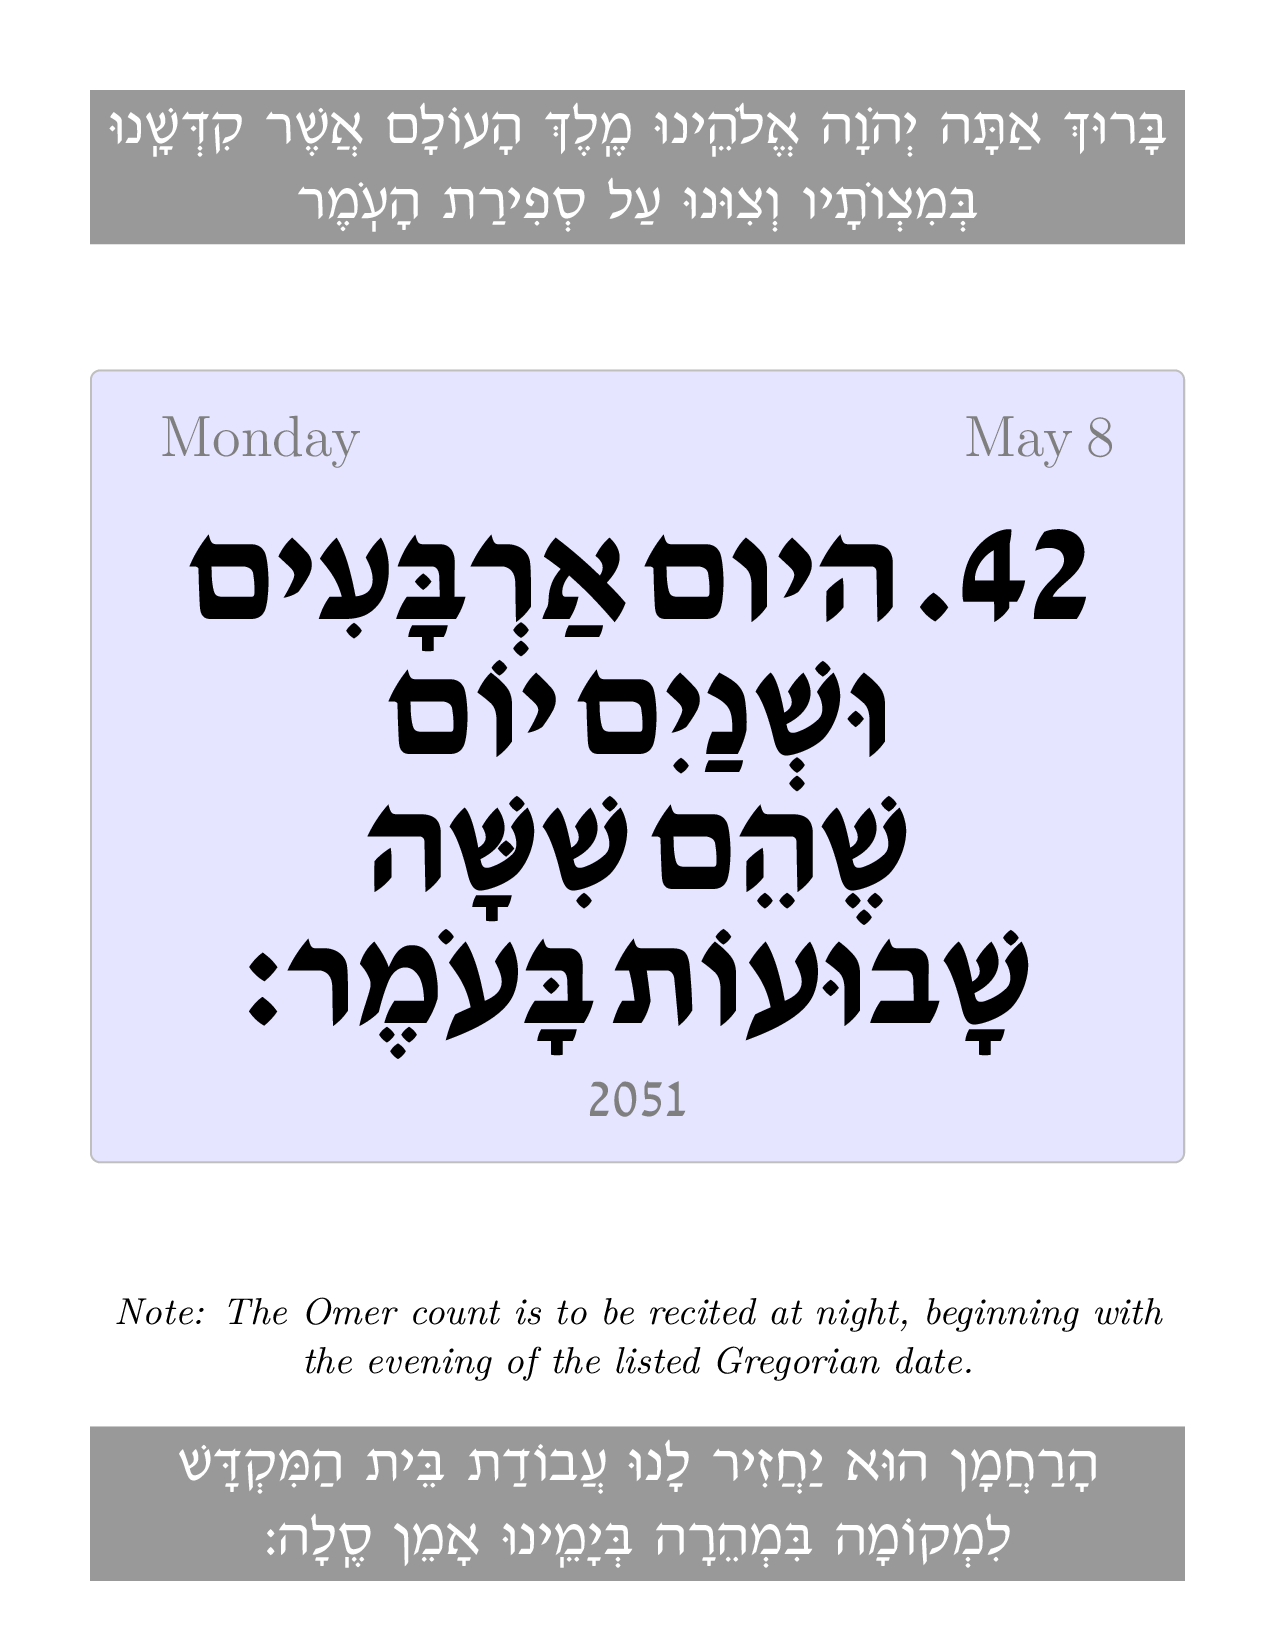 בָּרוּךְ אַתָּה יְהֹוָה אֱלֹהֵֽינוּ מֶֽלֶךְ הָעוֹלָם אֲשֶׁר קִדְּשָֽׁנוּ
בְּמִצְוֹתָיו וְצִוּנוּ עַל סְפִירַת הָעֹֽמֶר
Monday May 8
42. היום אַרְבָּעִים
וּשְׁנַיִם יוֹם
שֶׁהֵם שִׁשָּׁה
שָׁבוּעוֹת בָּעֹמֶר:
2051
Note: The Omer count is to be recited at night, beginning with
the evening of the listed Gregorian date.
הָרַחֲמָן הוּא יַחֲזִיר לָנוּ עֲבוֹדַת בֵּית הַמִּקְדָּשׁ
לִמְקוֹמָה בִּמְהֵרָה בְּיָמֵֽינוּ אָמֵן סֶֽלָה: